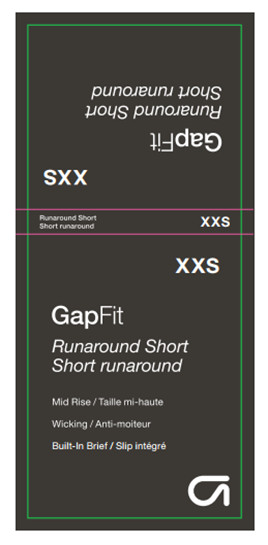 XXS
GapFit
Runaround Short
Short runaround
Runaround Short
Short runaround
XXS
XXS
GapFit
Runaround Short
Short runaround
Mid Rise / Taille mi-haute
Wicking / Anti-moiteur
Built-In Brief / Slip intégré